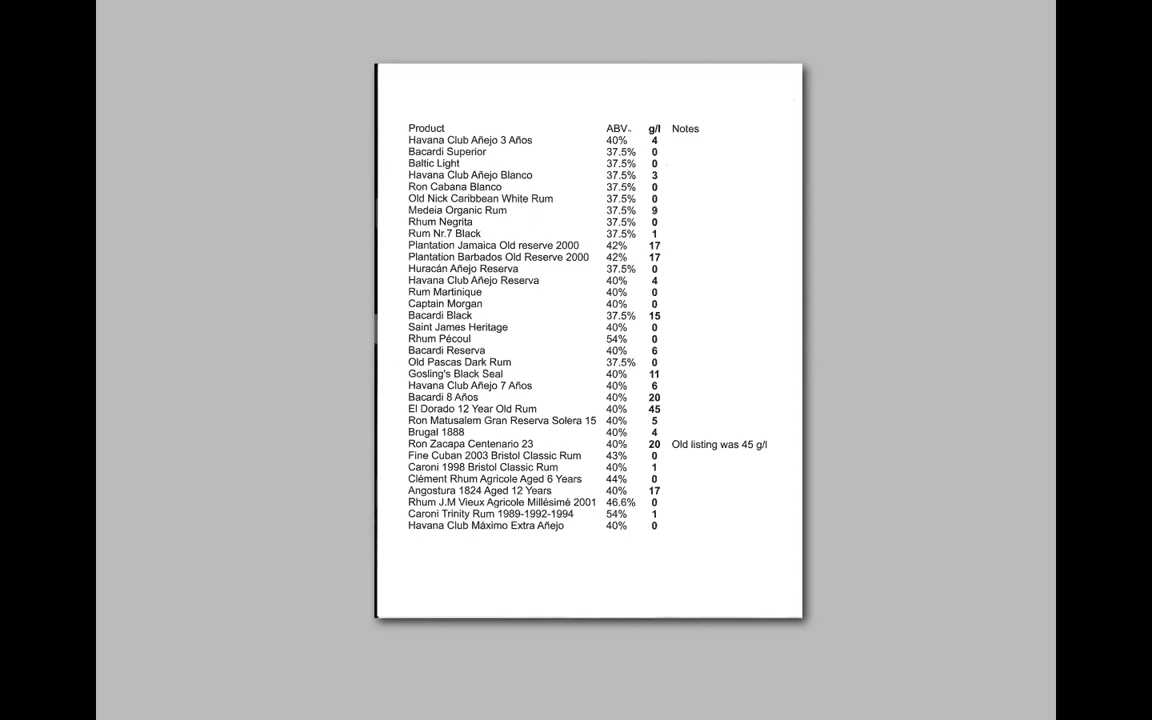 Product ABV g/l Notes
Havana Club Añejo 3 Años 40% 4
Bacardi Superior 37.5% 0
Baltic Light 37.5% 0
Havana Club Añejo Blanco 37.5% 3
Ron Cabana Blanco 37.5% 0
Old Nick Caribbean White Rum 37.5% 0
Medeia Organic Rum 37.5% 9
Rhum Negrita 37.5% 0
Rum Nr.7 Black 37.5% 1
Plantation Jamaica Old reserve 2000 42% 17
Plantation Barbados Old Reserve 2000 42% 17
Huracán Añejo Reserva 37.5% 0
Havana Club Añejo Reserva 40% 4
Rum Martinique 40% 0
Captain Morgan 40% 0
Bacardi Black 37.5% 15
Saint James Heritage 40% 0
Rhum Pécoul 54% 0
Bacardi Reserva 40% 6
Old Pascas Dark Rum 37.5% 0
Gosling's Black Seal 40% 11
Havana Club Añejo 7 Años 40% 6
Bacardi 8 Años 40% 20
El Dorado 12 Year Old Rum 40% 45
Ron Matusalem Gran Reserva Solera 15 40% 5
Brugal 1888 40% 4
Ron Zacapa Centenario 23 40% 20 Old listing was 45 g/l
Fine Cuban 2003 Bristol Classic Rum 43% 0
Caroni 1998 Bristol Classic Rum 40% 1
Clément Rhum Agricole Aged 6 Years 44% 0
Angostura 1824 Aged 12 Years 40% 17
Rhum J.M Vieux Agricole Millésimé 2001 46.6% 0
Caroni Trinity Rum 1989-1992-1994 54% 1
Havana Club Máximo Extra Añejo 40% 0